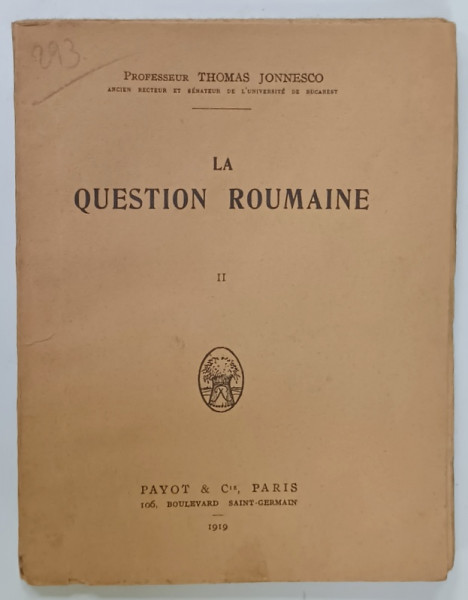 293.
Professeur THOMAS JONNESCO
ANCIEN RECTEUR ET SÉNATEUR DE L'UNIVERSITÉ DE BUCAREST
LA
QUESTION ROUMAINE
II
PAYOT & Cie, PARIS
106, BOULEVARD SAINT-GERMAIN
1919